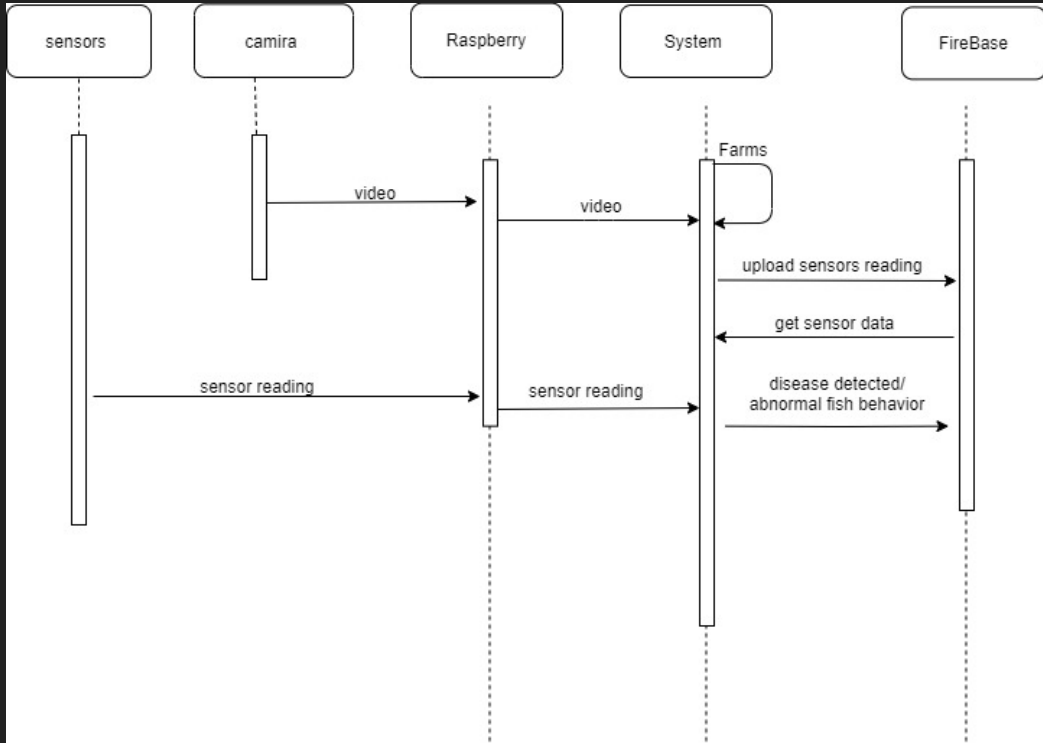 sensors
camira
Raspberry
System
FireBase
Farms
video
video
upload sensors reading
get sensor data
sensor reading
sensor reading
disease detected/
abnormal fish behavior